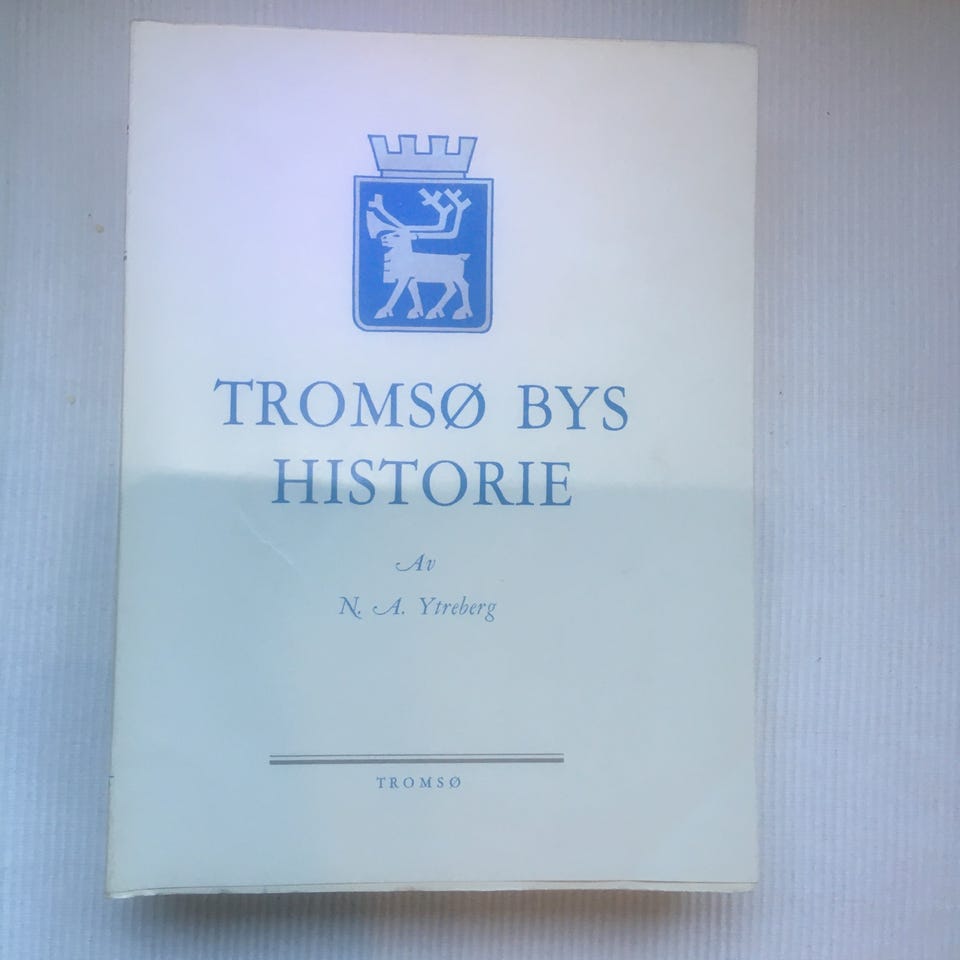 TROMSØ BYS
HISTORIE
Av
N. A. Ytreberg
TROMSØ